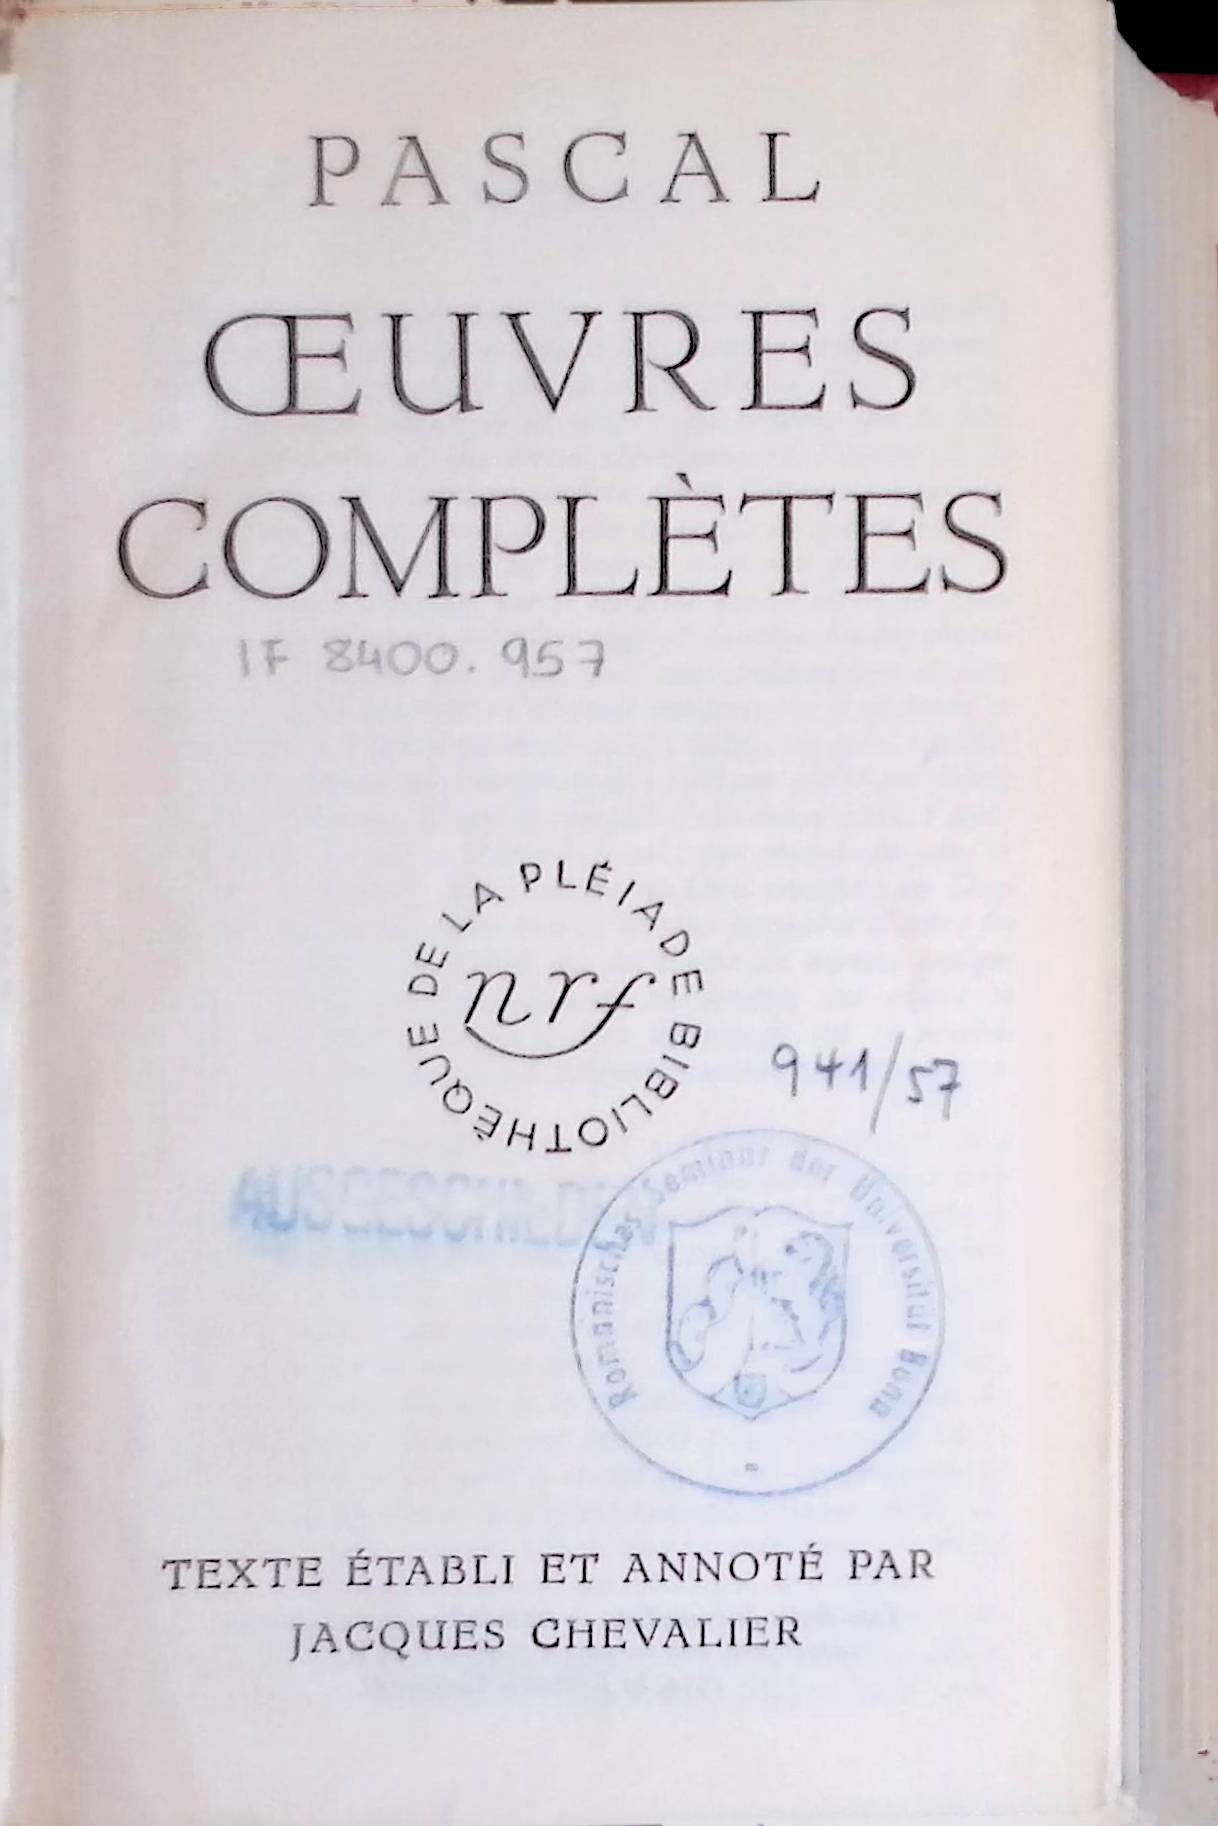 PASCAL
ŒUVRES
COMPLÈTES
IF 8400.957
BIBLIOTHÈQUE DE LA PLÉIADE
nrf
941/57
AUSGESCHIEDEN
Romanisches Seminar der Universität Bonn
TEXTE ÉTABLI ET ANNOTÉ PAR
JACQUES CHEVALIER